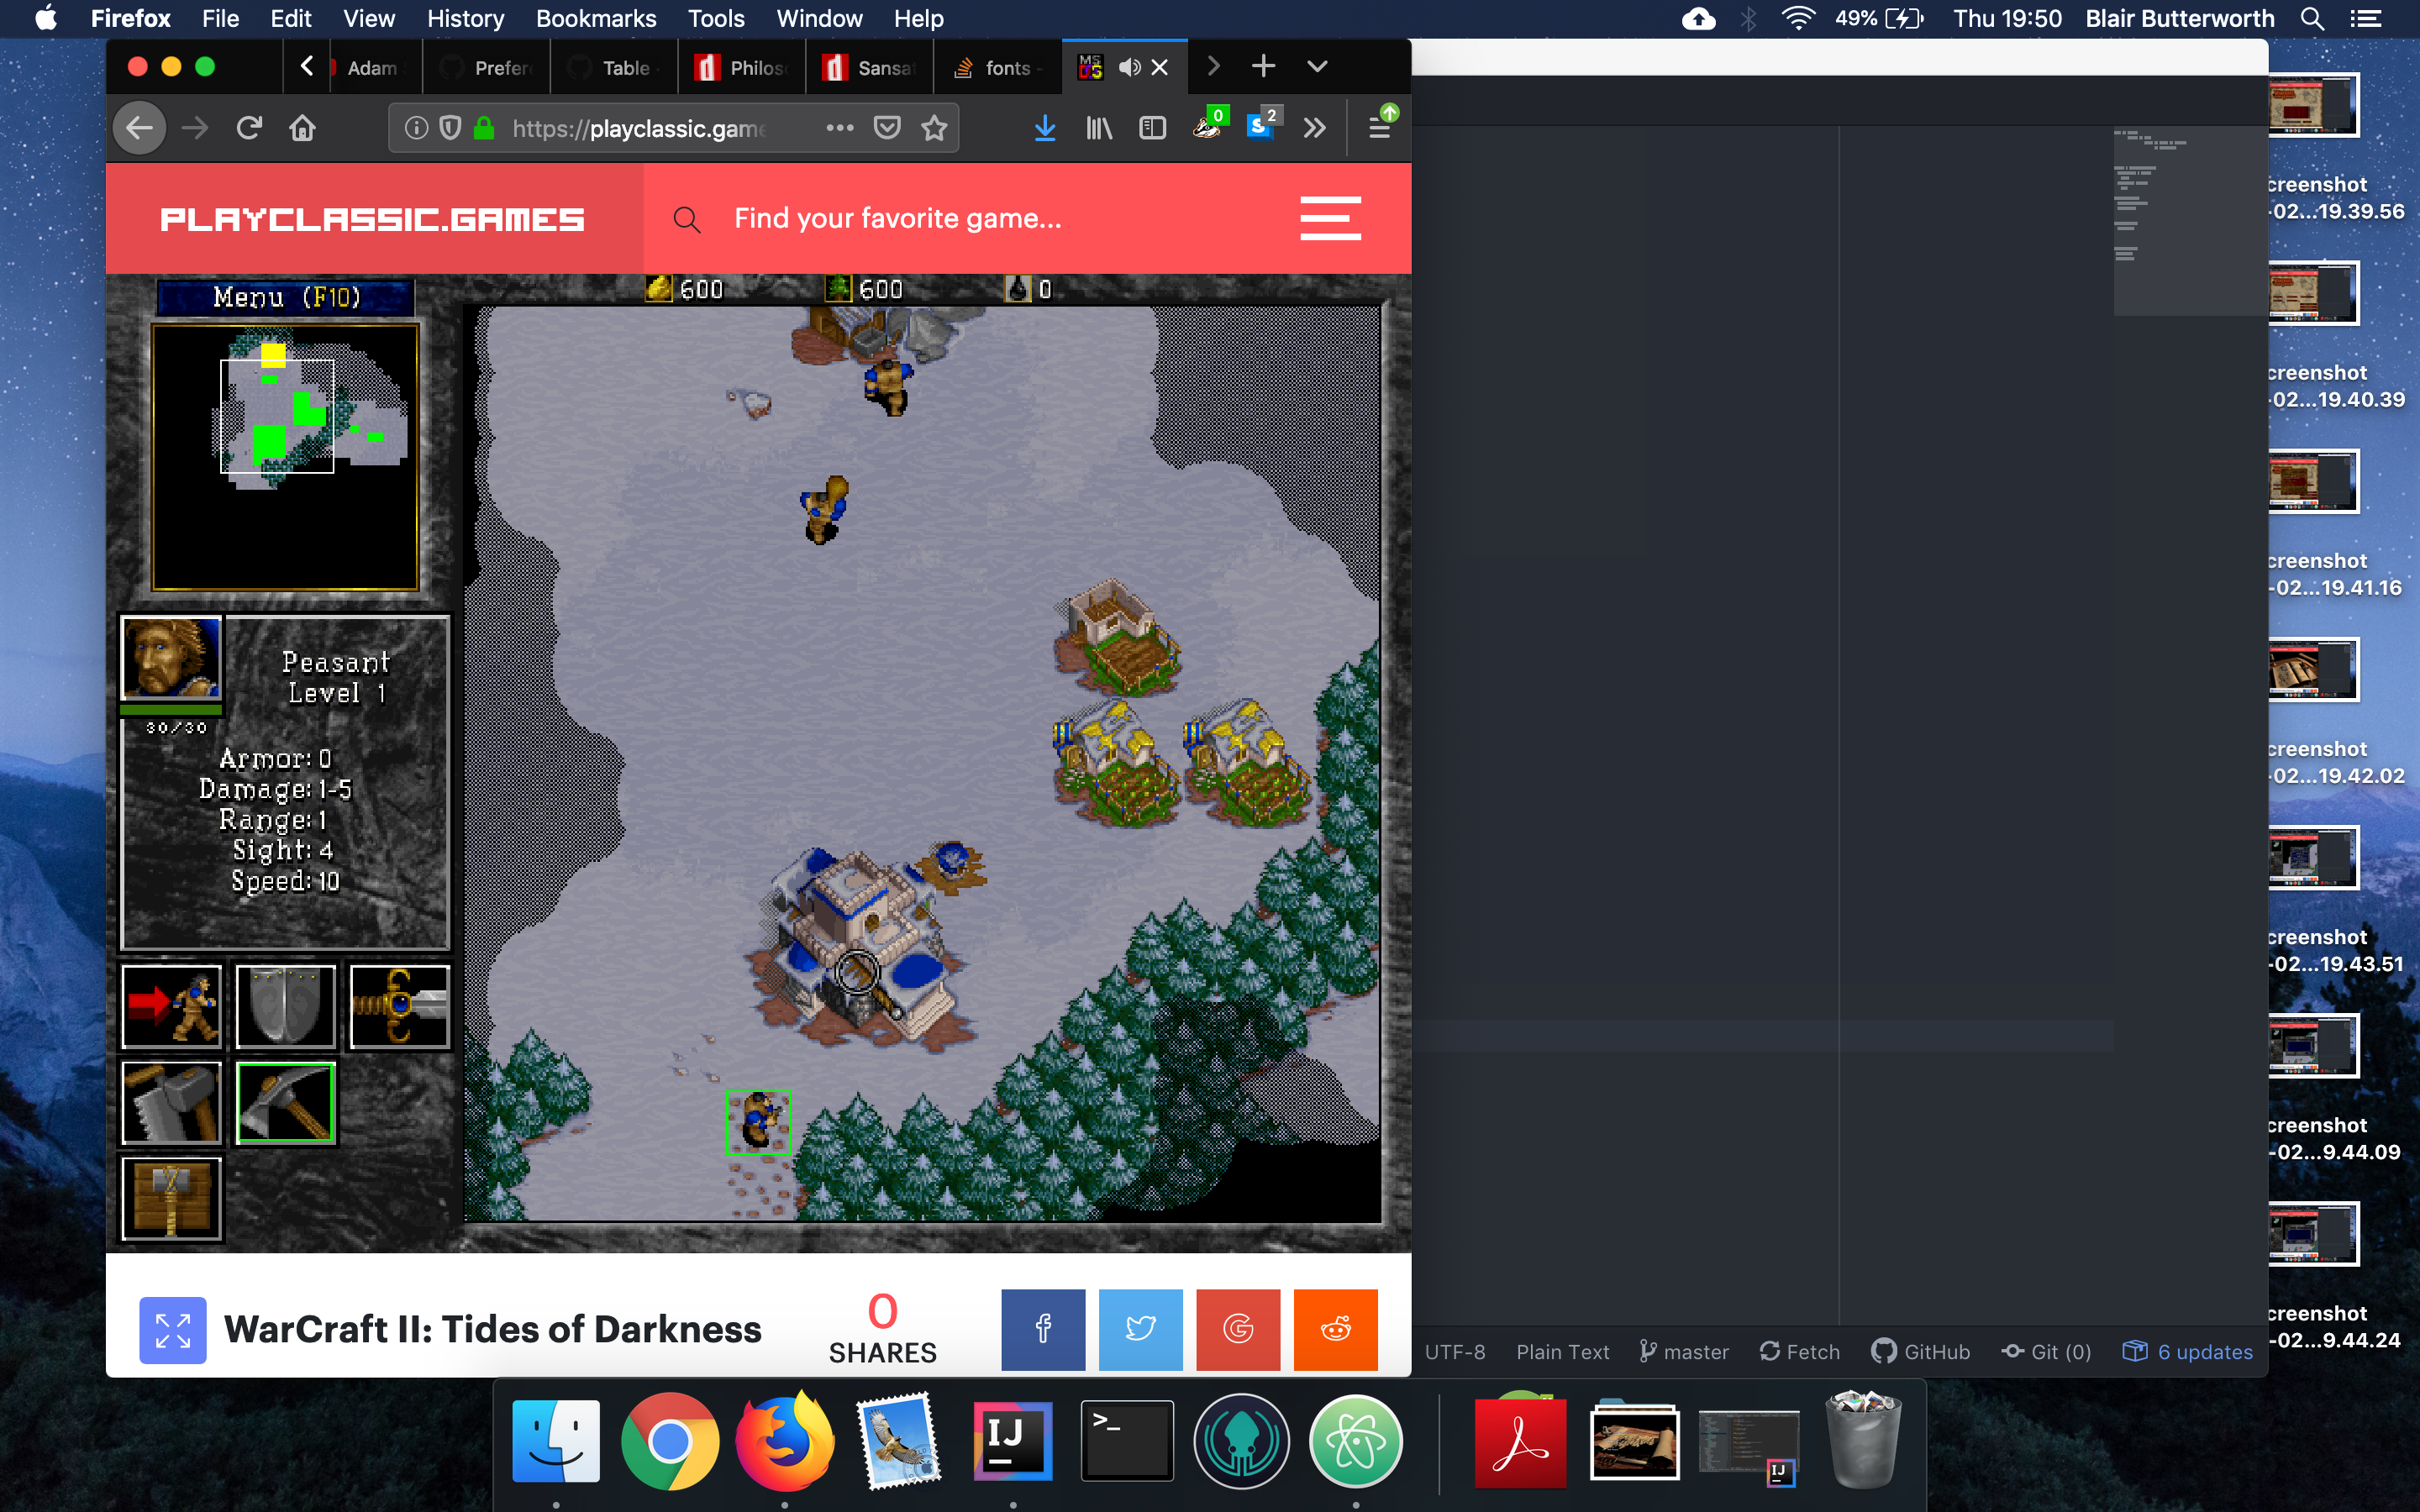 Firefox File Edit View History Bookmarks Tools Window Help 49% Thu 19:50 Blair Butterworth
Adam Prefer Table Philos Sansat fonts -
https://playclassic.game 0 S 2
PLAYCLASSIC.GAMES Find your favorite game...
Menu (F10) 600 600 0
Peasant
Level 1
30/30
Armor: 0
Damage: 1-5
Range: 1
Sight: 4
Speed: 10
WarCraft II: Tides of Darkness
0
SHARES
UTF-8 Plain Text master Fetch GitHub Git (0) 6 updates
creenshot
-02...19.39.56
creenshot
-02...19.40.39
creenshot
-02...19.41.16
creenshot
-02...19.42.02
creenshot
-02...19.43.51
creenshot
-02...9.44.09
creenshot
-02...9.44.24
IJ
>_
IJ